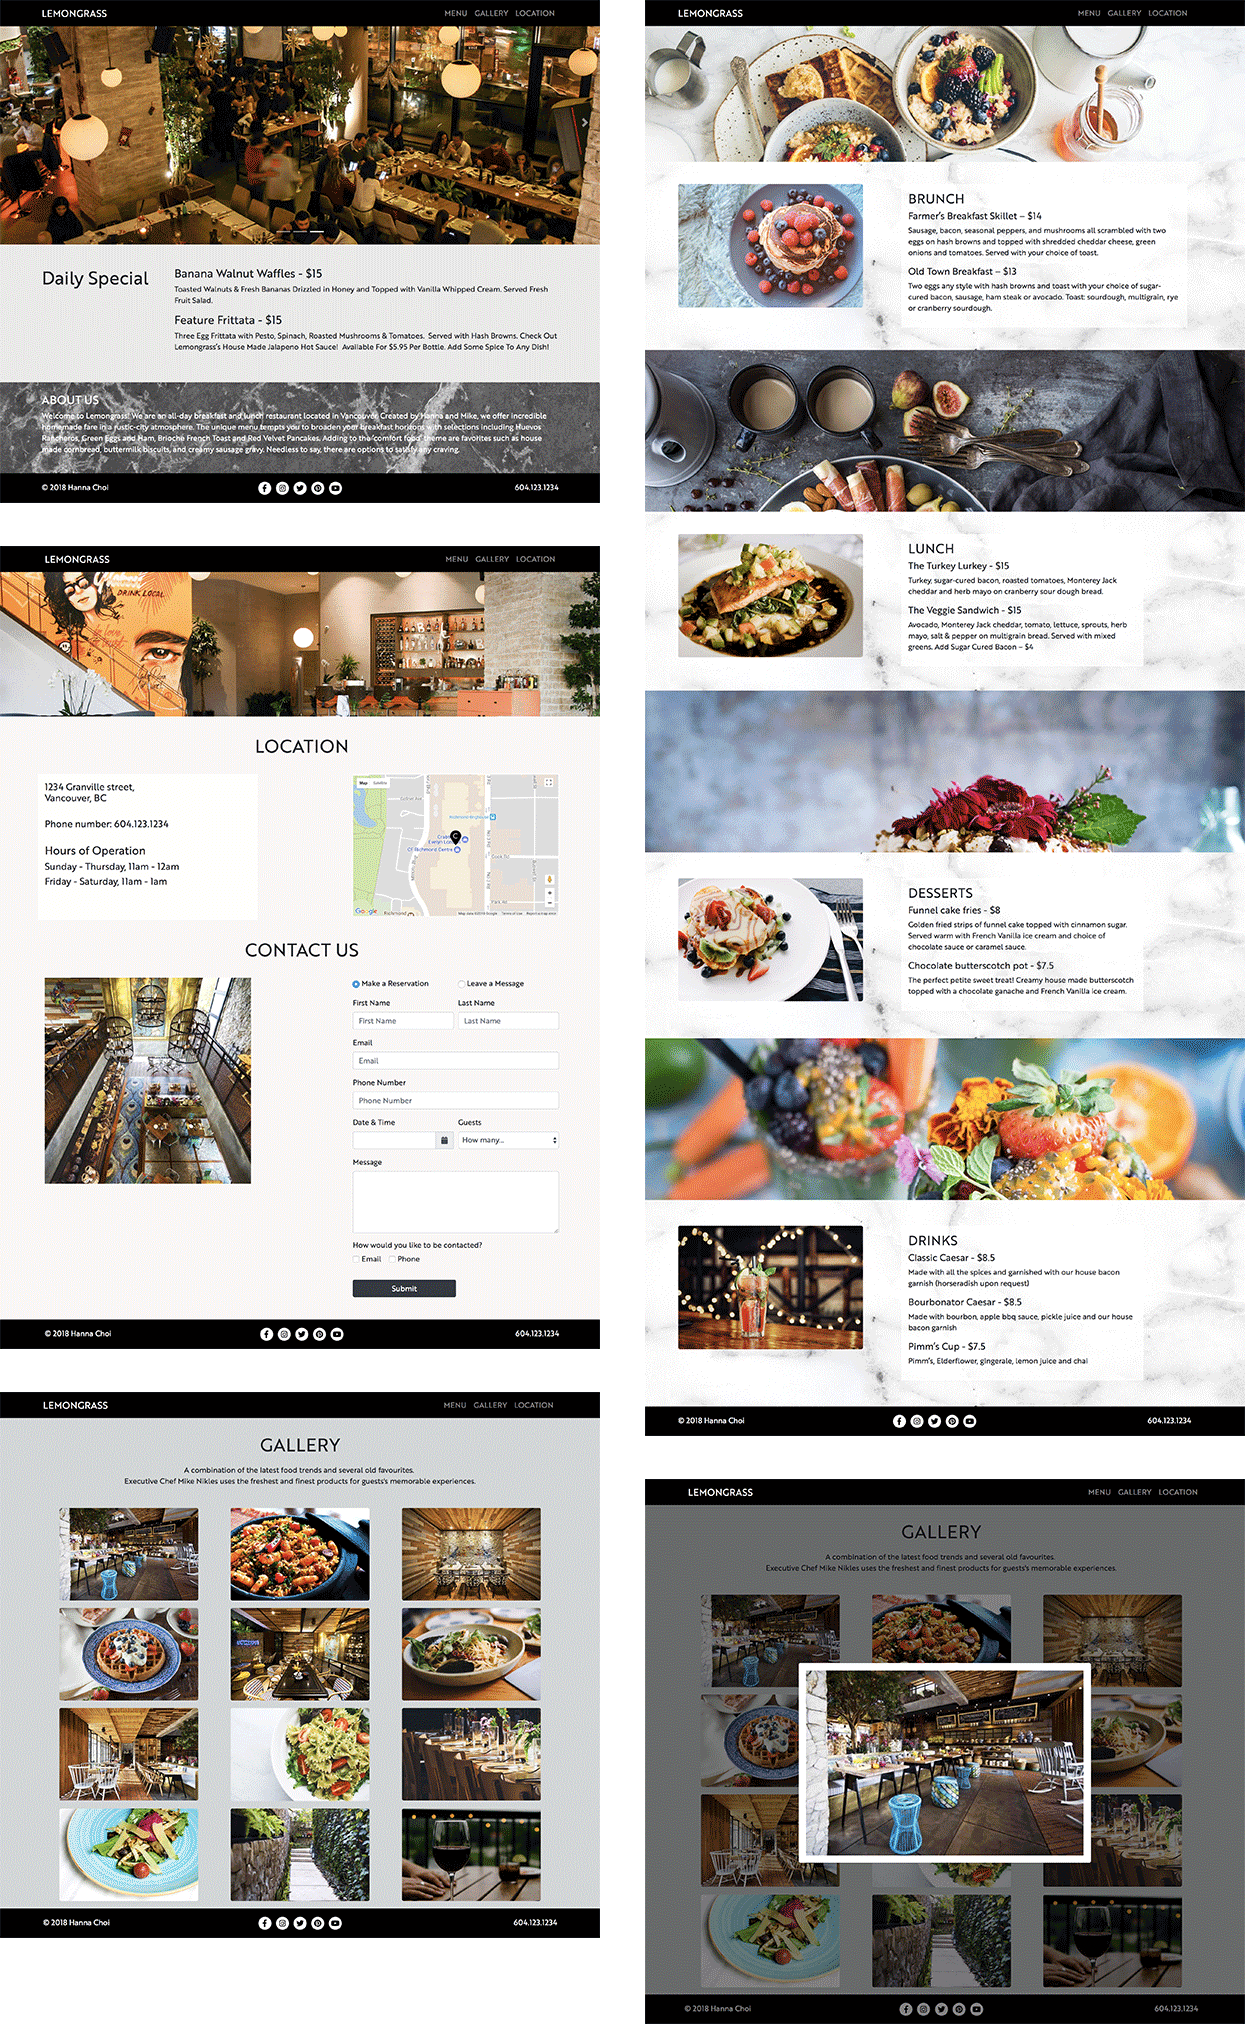 LEMONGRASS
MENU GALLERY LOCATION
Daily Special
Banana Walnut Waffles - $15
Toasted Walnuts & Fresh Bananas Drizzled in Honey and Topped with Vanilla Whipped Cream. Served Fresh
Fruit Salad.
Feature Frittata - $15
Three Egg Frittata with Pesto, Spinach, Roasted Mushrooms & Tomatoes. Served with Hash Browns. Check Out
Lemongrass's House Made Jalapeno Hot Sauce! Available For $5.95 Per Bottle. Add Some Spice To Any Dish!
ABOUT US
Welcome to Lemongrass! We are an all-day breakfast and lunch restaurant located in Vancouver. Created by Hanna and Mike, we offer incredible
homemade fare in a rustic-city atmosphere. The unique menu tempts you to broaden your breakfast horizons with selections including Huevos
Rancheros, Green Eggs and Ham, Brioche French Toast and Red Velvet Pancakes. Adding to the 'comfort food' theme are favorites such as house
made cornbread, buttermilk biscuits, and creamy sausage gravy. Needless to say, there are options to satisfy any craving.
© 2018 Hanna Choi
604.123.1234
LEMONGRASS
MENU GALLERY LOCATION
DRINK LOCAL
LOCATION
1234 Granville street,
Vancouver, BC
Phone number: 604.123.1234
Hours of Operation
Sunday - Thursday, 11am - 12am
Friday - Saturday, 11am - 1am
Map Satellite
CF Richmond Centre
Google
CONTACT US
Make a Reservation
Leave a Message
First Name
Last Name
First Name
Last Name
Email
Email
Phone Number
Phone Number
Date & Time
Guests
How many...
Message
How would you like to be contacted?
Email
Phone
Submit
© 2018 Hanna Choi
604.123.1234
LEMONGRASS
MENU GALLERY LOCATION
GALLERY
A combination of the latest food trends and several old favourites.
Executive Chef Mike Nikles uses the freshest and finest products for guests's memorable experiences.
© 2018 Hanna Choi
604.123.1234
LEMONGRASS
MENU GALLERY LOCATION
BRUNCH
Farmer's Breakfast Skillet – $14
Sausage, bacon, seasonal peppers, and mushrooms all scrambled with two
eggs on hash browns and topped with shredded cheddar cheese, green
onions and tomatoes. Served with your choice of toast.
Old Town Breakfast – $13
Two eggs any style with hash browns and toast with your choice of sugar-
cured bacon, sausage, ham steak or avocado. Toast: sourdough, multigrain, rye
or cranberry sourdough.
LUNCH
The Turkey Lurkey - $15
Turkey, sugar-cured bacon, roasted tomatoes, Monterey Jack
cheddar and herb mayo on cranberry sour dough bread.
The Veggie Sandwich - $15
Avocado, Monterey Jack cheddar, tomato, lettuce, sprouts, herb
mayo, salt & pepper on multigrain bread. Served with mixed
greens. Add Sugar Cured Bacon – $4
DESSERTS
Funnel cake fries - $8
Golden fried strips of funnel cake topped with cinnamon sugar.
Served warm with French Vanilla ice cream and choice of
chocolate sauce or caramel sauce.
Chocolate butterscotch pot - $7.5
The perfect petite sweet treat! Creamy house made butterscotch
topped with a chocolate ganache and French Vanilla ice cream.
DRINKS
Classic Caesar - $8.5
Made with all the spices and garnished with our house bacon
garnish (horseradish upon request)
Bourbonator Caesar - $8.5
Made with bourbon, apple bbq sauce, pickle juice and our house
bacon garnish
Pimm's Cup - $7.5
Pimm's, Elderflower, gingerale, lemon juice and chai
© 2018 Hanna Choi
604.123.1234
LEMONGRASS
MENU GALLERY LOCATION
GALLERY
A combination of the latest food trends and several old favourites.
Executive Chef Mike Nikles uses the freshest and finest products for guests's memorable experiences.
© 2018 Hanna Choi
604.123.1234